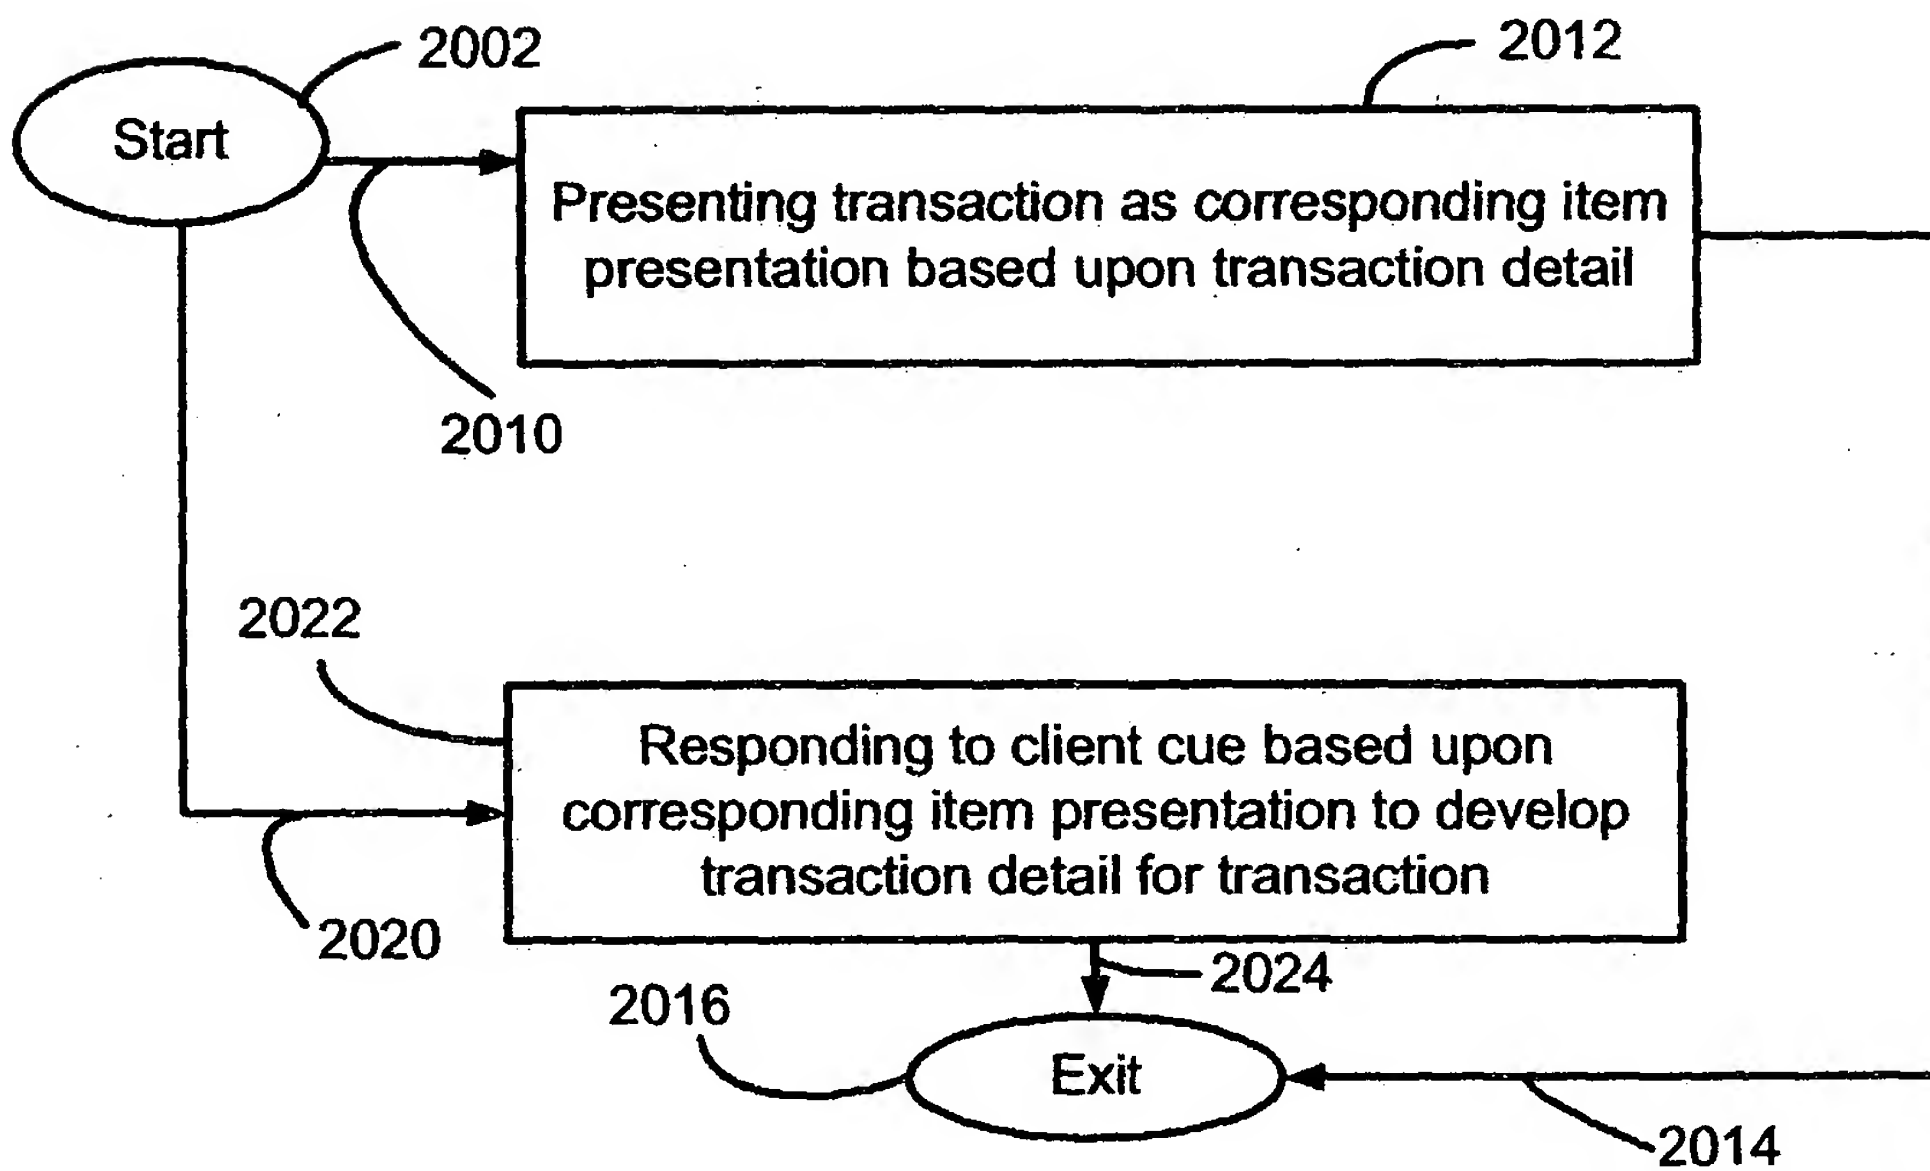 2002
2012
Start
Presenting transaction as corresponding item
presentation based upon transaction detail
2010
2022
Responding to client cue based upon
corresponding item presentation to develop
transaction detail for transaction
2020
2024
2016
Exit
2014